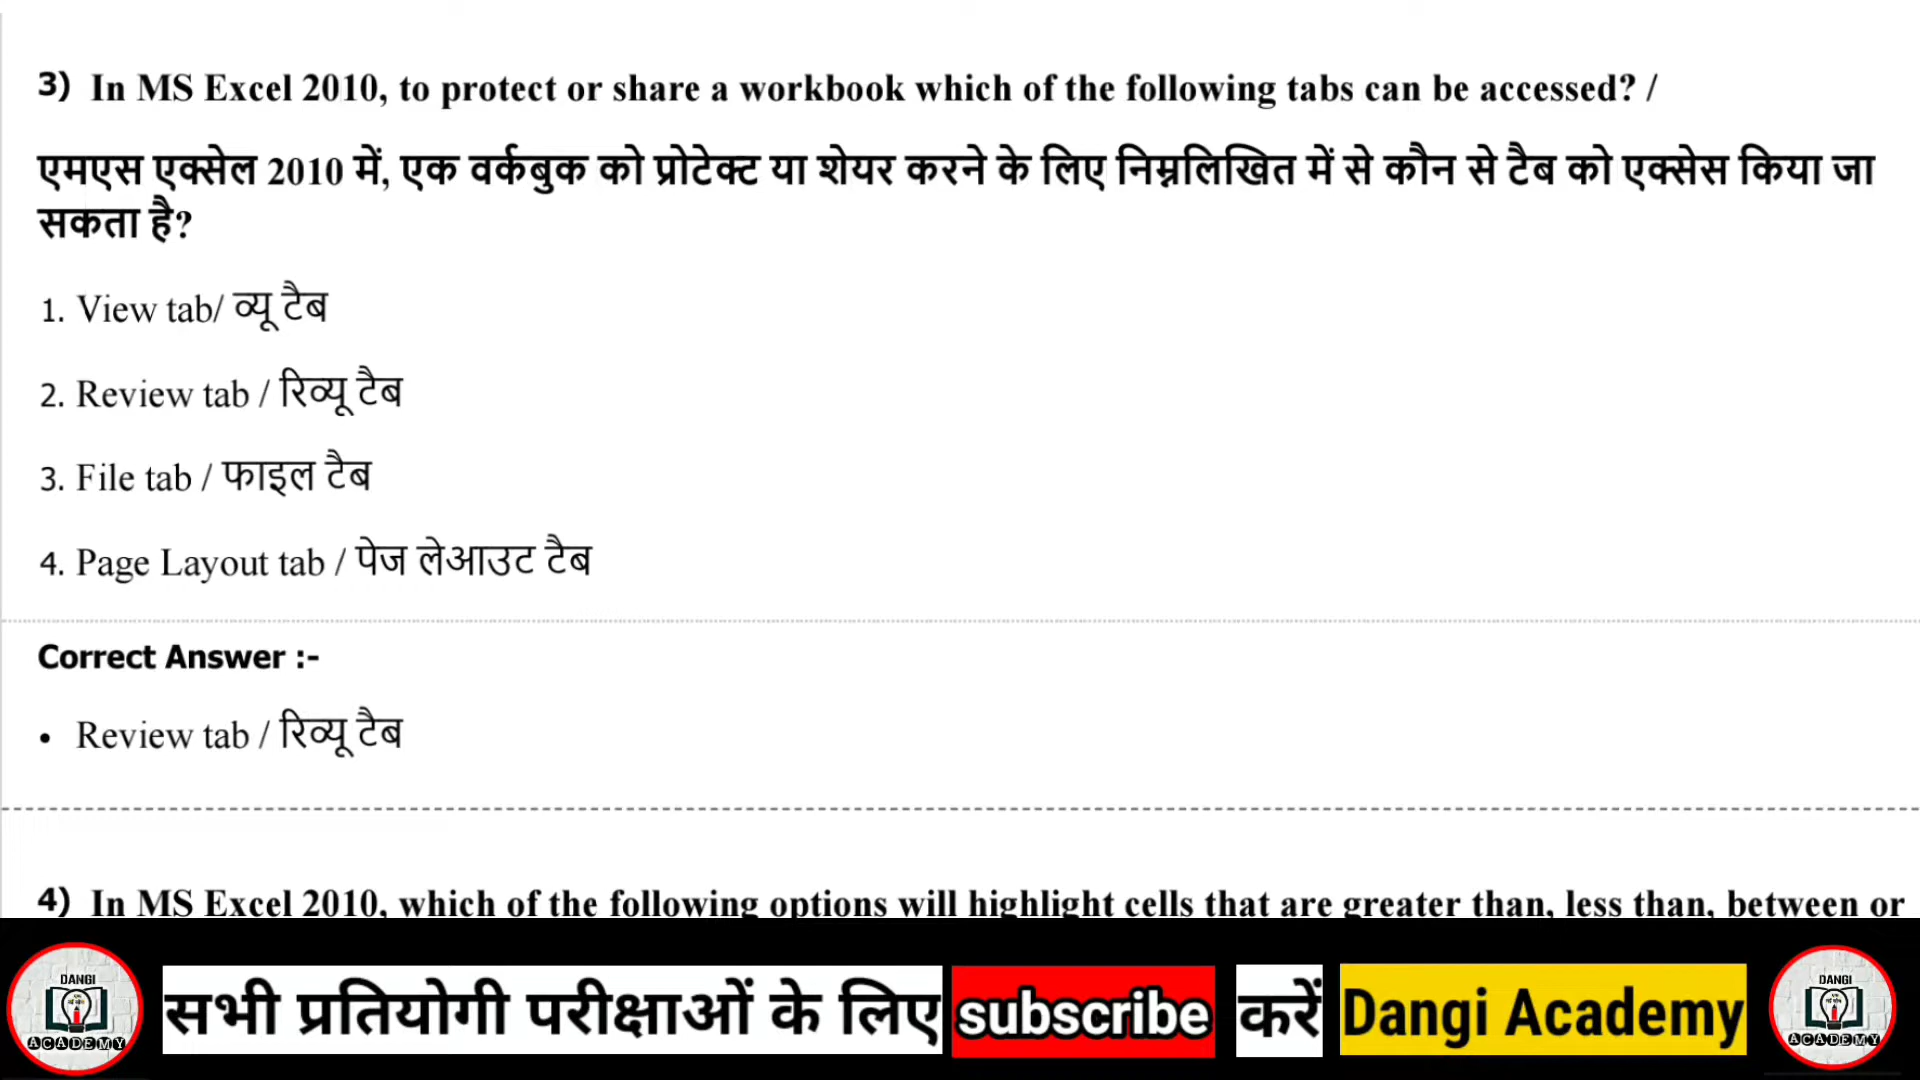 3) In MS Excel 2010, to protect or share a workbook which of the following tabs can be accessed? /
एमएस एक्सेल 2010 में, एक वर्कबुक को प्रोटेक्ट या शेयर करने के लिए निम्नलिखित में से कौन से टैब को एक्सेस किया जा
सकता है?
1. View tab/ व्यू टैब
2. Review tab / रिव्यू टैब
3. File tab / फाइल टैब
4. Page Layout tab / पेज लेआउट टैब
Correct Answer :-
• Review tab / रिव्यू टैब
4) In MS Excel 2010, which of the following options will highlight cells that are greater than, less than, between or
DANGI
ACADEMY
सभी प्रतियोगी परीक्षाओं के लिए subscribe करें Dangi Academy
DANGI
ACADEMY